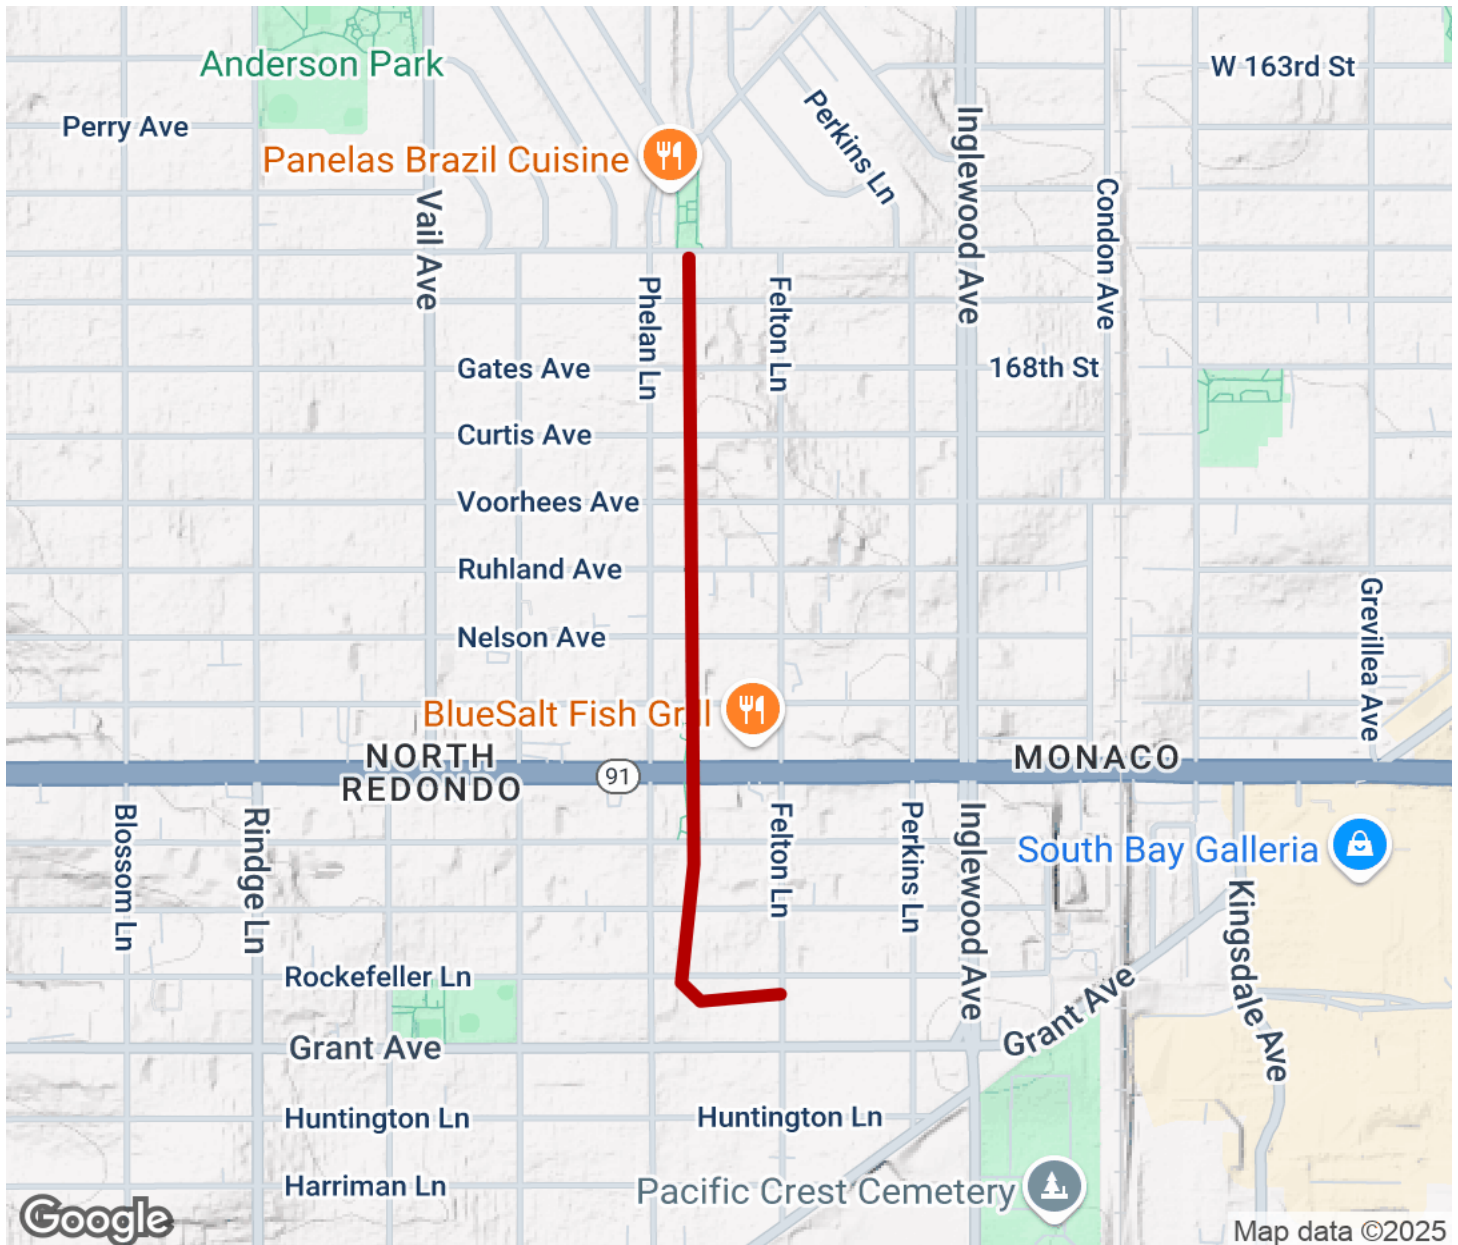 Anderson Park
W 163rd St
Perry Ave
Perkins Ln
Inglewood Ave
Panelas Brazil Cuisine
Vail Ave
Condon Ave
Phelan Ln
Felton Ln
Gates Ave
168th St
Curtis Ave
Voorhees Ave
Ruhland Ave
Grevillea Ave
Nelson Ave
BlueSalt Fish Grill
NORTH
REDONDO
91
MONACO
Blossom Ln
Rindge Ln
Felton Ln
Perkins Ln
Inglewood Ave
South Bay Galleria
Kingsdale Ave
Rockefeller Ln
Grant Ave
Grant Ave
Huntington Ln
Huntington Ln
Harriman Ln
Pacific Crest Cemetery
Google
Map data ©2025